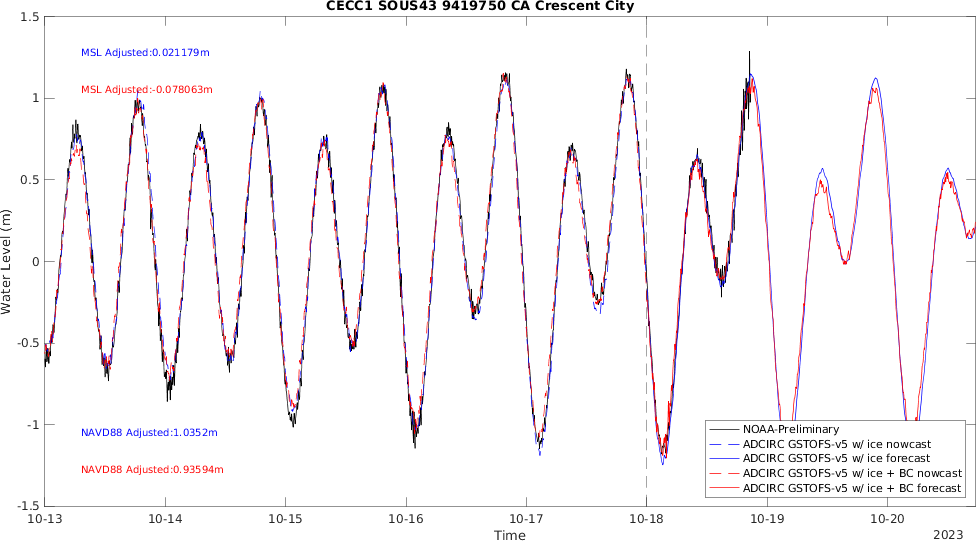 CECC1 SOUS43 9419750 CA Crescent City
Water Level (m)
1.5
1
0.5
0
-0.5
-1
-1.5
MSL Adjusted:0.021179m
MSL Adjusted:-0.078063m
NAVD88 Adjusted:1.0352m
NAVD88 Adjusted:0.93594m
NOAA-Preliminary
ADCIRC GSTOFS-v5 w/ ice nowcast
ADCIRC GSTOFS-v5 w/ ice forecast
ADCIRC GSTOFS-v5 w/ ice + BC nowcast
ADCIRC GSTOFS-v5 w/ ice + BC forecast
10-13 10-14 10-15 10-16 10-17 10-18 10-19 10-20
Time
2023